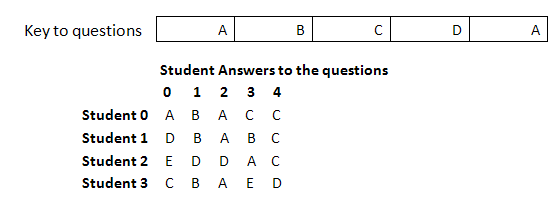 Key to questions A B C D A
Student Answers to the questions
0 1 2 3 4
Student 0 A B A C C
Student 1 D B A B C
Student 2 E D D A C
Student 3 C B A E D